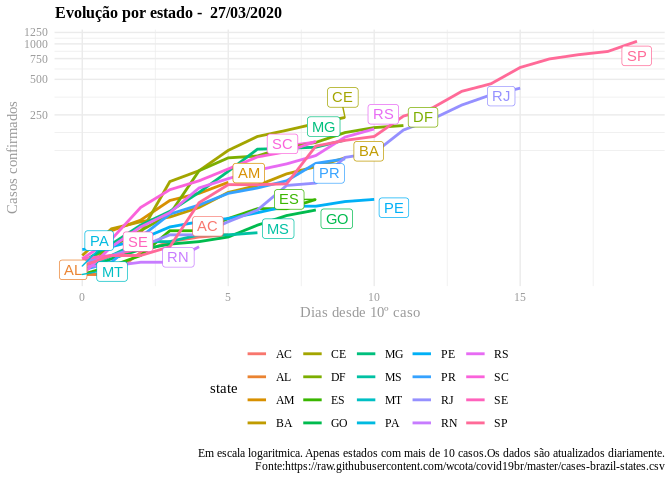 Evolução por estado - 27/03/2020
Casos confirmados
1250
1000
750
500
250
0
5
10
15
SP
RJ
CE
RS
DF
MG
SC
BA
AM
PR
ES
PE
GO
AC
MS
PA
SE
RN
AL
MT
Dias desde 10º caso
state
AC CE MG PE RS
AL DF MS PR SC
AM ES MT RJ SE
BA GO PA RN SP
Em escala logaritmica. Apenas estados com mais de 10 casos.Os dados são atualizados diariamente.
Fonte:https://raw.githubusercontent.com/wcota/covid19br/master/cases-brazil-states.csv